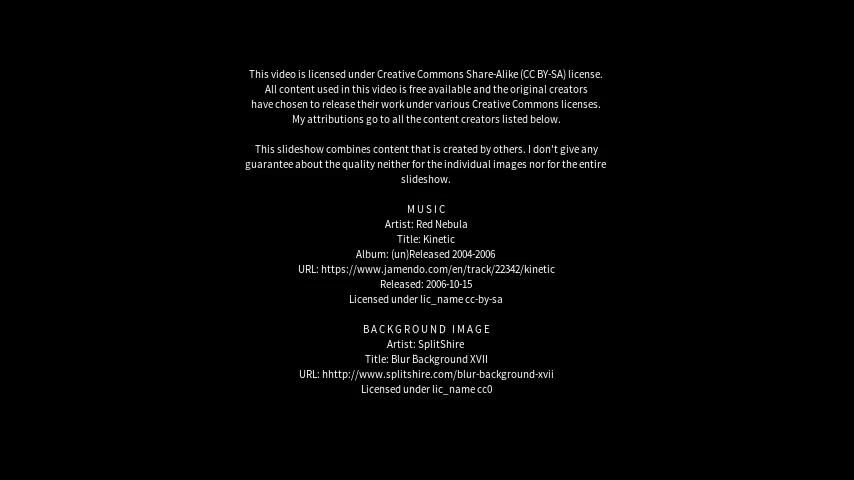 This video is licensed under Creative Commons Share-Alike (CC BY-SA) license.
All content used in this video is free available and the original creators
have chosen to release their work under various Creative Commons licenses.
My attributions go to all the content creators listed below.
This slideshow combines content that is created by others. I don't give any
guarantee about the quality neither for the individual images nor for the entire
slideshow.
MUSIC
Artist: Red Nebula
Title: Kinetic
Album: (un)Released 2004-2006
URL: https://www.jamendo.com/en/track/22342/kinetic
Released: 2006-10-15
Licensed under lic_name cc-by-sa
BACKGROUND IMAGE
Artist: SplitShire
Title: Blur Background XVII
URL: hhttp://www.splitshire.com/blur-background-xvii
Licensed under lic_name cc0